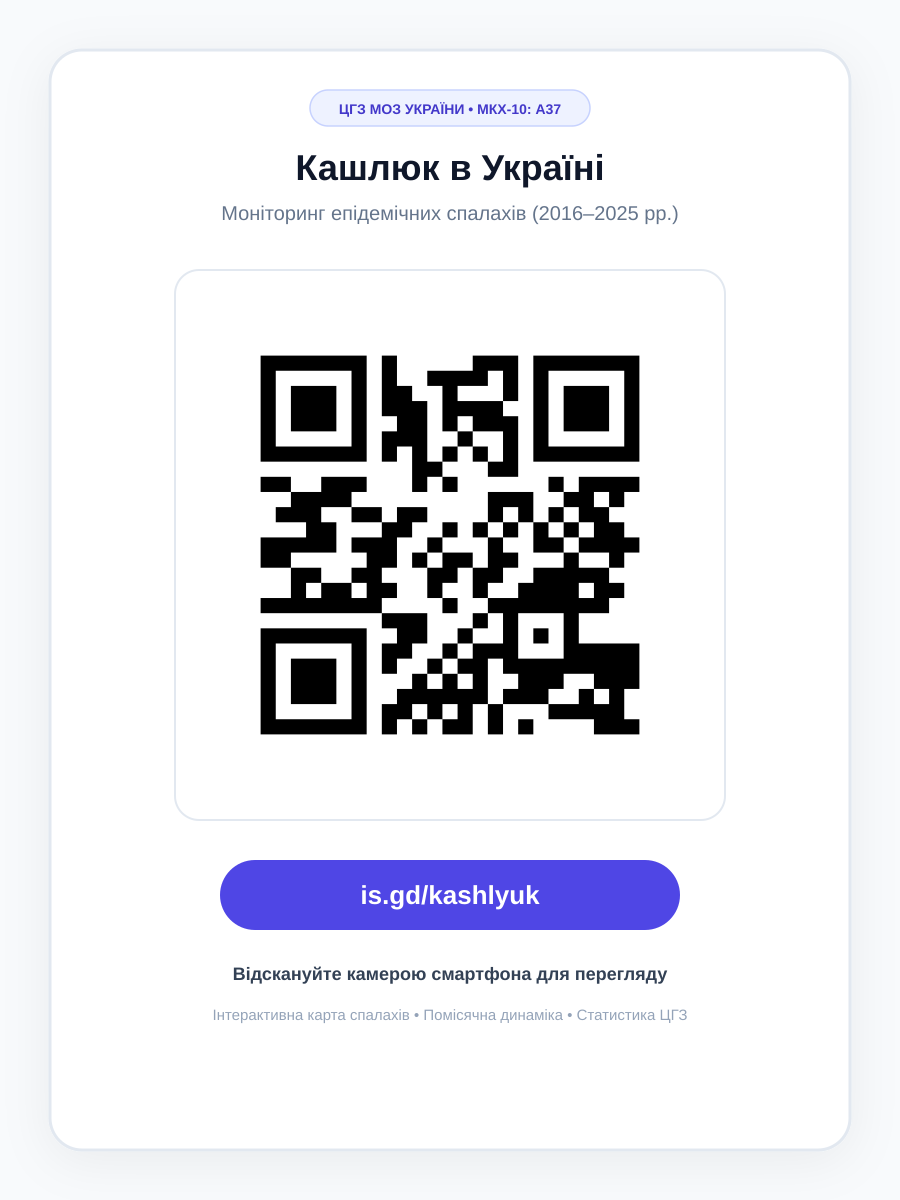 ЦГЗ МОЗ УКРАЇНИ • МКХ-10: A37
Кашлюк в Україні
Моніторинг епідемічних спалахів (2016–2025 рр.)
is.gd/kashlyuk
Відскануйте камерою смартфона для перегляду
Інтерактивна карта спалахів • Помісячна динаміка • Статистика ЦГЗ